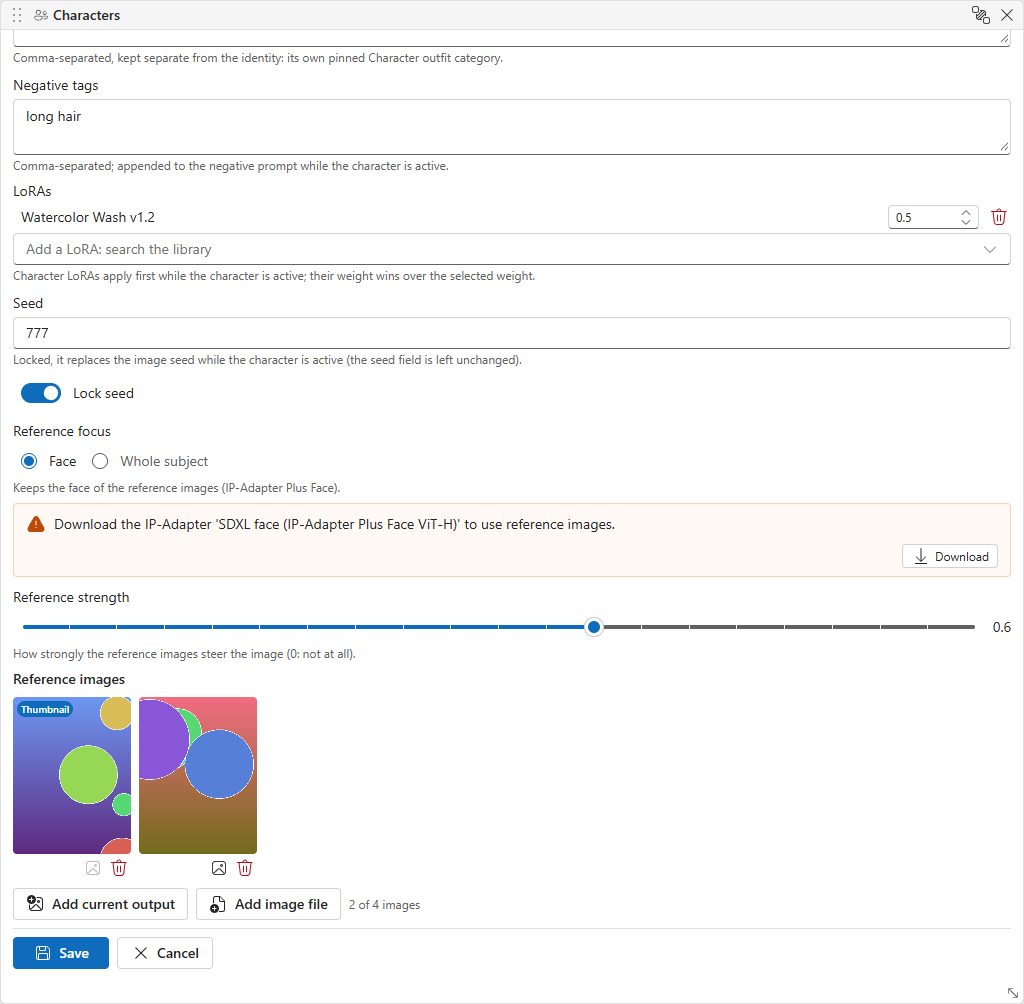 Characters
Comma-separated, kept separate from the identity: its own pinned Character outfit category.
Negative tags
long hair
Comma-separated; appended to the negative prompt while the character is active.
LoRAs
Watercolor Wash v1.2
0.5
Add a LoRA: search the library
Character LoRAs apply first while the character is active; their weight wins over the selected weight.
Seed
777
Locked, it replaces the image seed while the character is active (the seed field is left unchanged).
Lock seed
Reference focus
Face Whole subject
Keeps the face of the reference images (IP-Adapter Plus Face).
Download the IP-Adapter 'SDXL face (IP-Adapter Plus Face ViT-H)' to use reference images.
Download
Reference strength
0.6
How strongly the reference images steer the image (0: not at all).
Reference images
Thumbnail
Add current output Add image file 2 of 4 images
Save Cancel